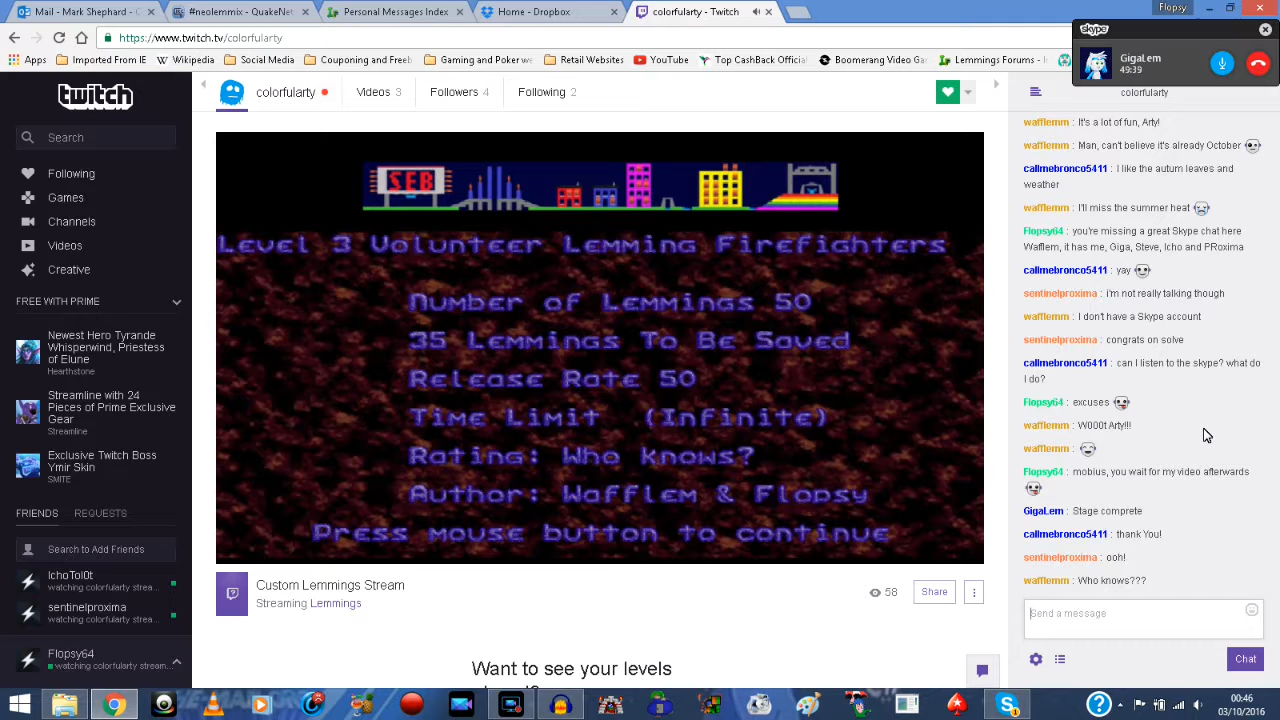 Mail - Mark Spencer - O
#mixandgames - QuakeNet
Personal Messages Index
Home - Dropbox
colorfularty - Twitch
Flopsy
https://www.twitch.tv/colorfularty
Apps
Imported From IE
Wikipedia
Social Media
Coupons
Gaming and Poker we
Retail Websites
YouTube
Top CashBack Offici
Boomerang Rules - C
Lemmings Forums - I
skype
GigaLem
49:39
twitch
Search
Following
Games
Channels
Videos
Creative
FREE WITH PRIME
Newest Hero Tyrande
Whisperwind, Priestess
of Elune
Hearthstone
Streamline with 24
Pieces of Prime Exclusive
Gear
Streamline
Exclusive Twitch Boss
Ymir Skin
SMITE
FRIENDS REQUESTS
Search to Add Friends
IchoTol0t
watching colorfularty strea...
sentinelproxima
watching colorfularty strea...
Flopsy64
watching colorfularty stream...
colorfularty
Videos 3
Followers 4
Following 2
SEB
Level 3 Volunteer Lemming Firefighters
Number of Lemmings 50
35 Lemmings To Be Saved
Release Rate 50
Time Limit (Infinite)
Rating: Who Knows?
Author: Wafflem & Flopsy
Press mouse button to continue
Custom Lemmings Stream
Streaming Lemmings
58
Share
Want to see your levels
colorfularty
wafflemm : It's a lot of fun, Arty!
wafflemm : Man, can't believe it's already October
callmebronco5411 : I like the autum leaves and
weather
wafflemm : I'll miss the summer heat
Flopsy64 : you're missing a great Skype chat here
Wafflem, it has me, Giga, Steve, Icho and PRoxima
callmebronco5411 : yay
sentinelproxima : i'm not really talking though
wafflemm : I don't have a Skype account
sentinelproxima : congrats on solve
callmebronco5411 : can I listen to the skype? what do
I do?
Flopsy64 : excuses
wafflemm : W000t Arty!!!
wafflemm :
Flopsy64 : mobius, you wait for my video afterwards
GigaLem : Stage comprete
callmebronco5411 : thank You!
sentinelproxima : ooh!
wafflemm : Who knows???
Send a message
Chat
00:46
03/10/2016